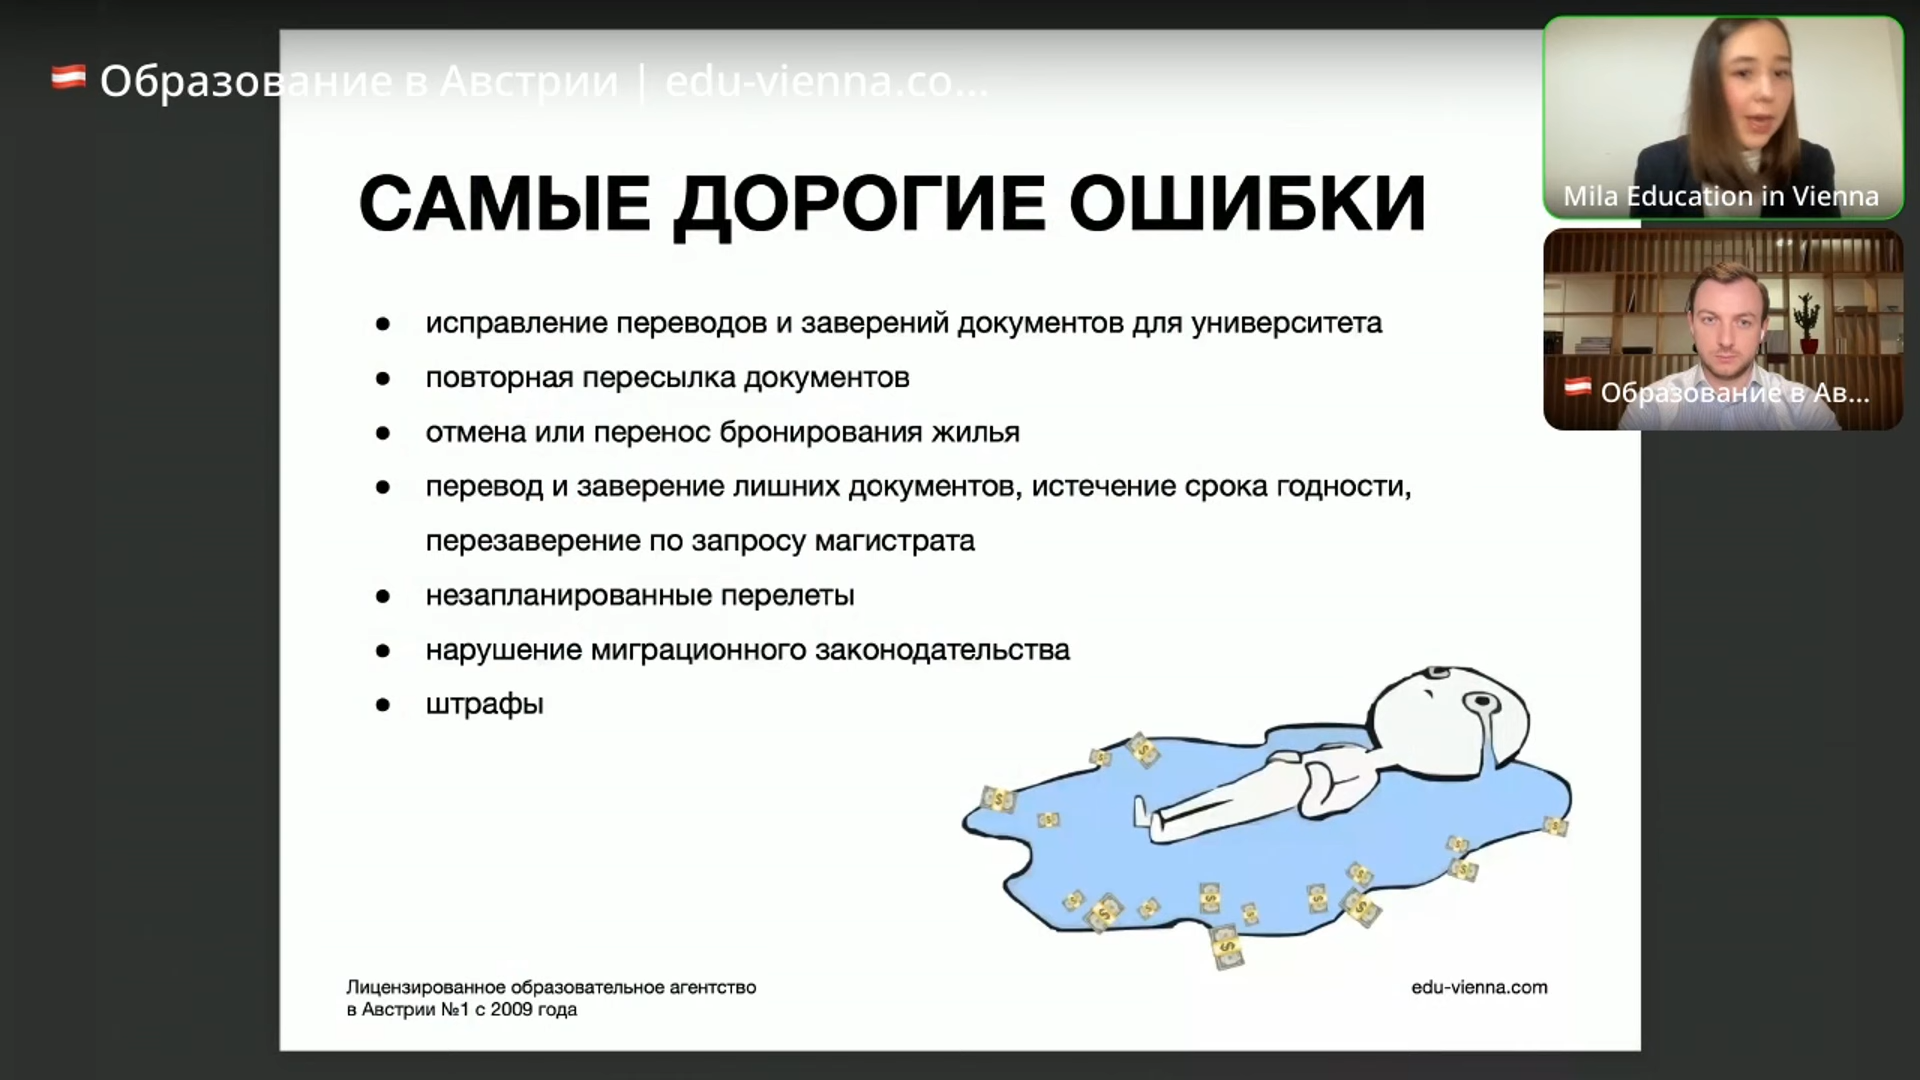 🇦🇹 Образование в Австрии | edu-vienna.co...
Mila Education in Vienna
🇦🇹 Образование в Ав...
САМЫЕ ДОРОГИЕ ОШИБКИ
● исправление переводов и заверений документов для университета
● повторная пересылка документов
● отмена или перенос бронирования жилья
● перевод и заверение лишних документов, истечение срока годности,
перезаверение по запросу магистрата
● незапланированные перелеты
● нарушение миграционного законодательства
● штрафы
Лицензированное образовательное агентство
в Австрии №1 с 2009 года
edu-vienna.com